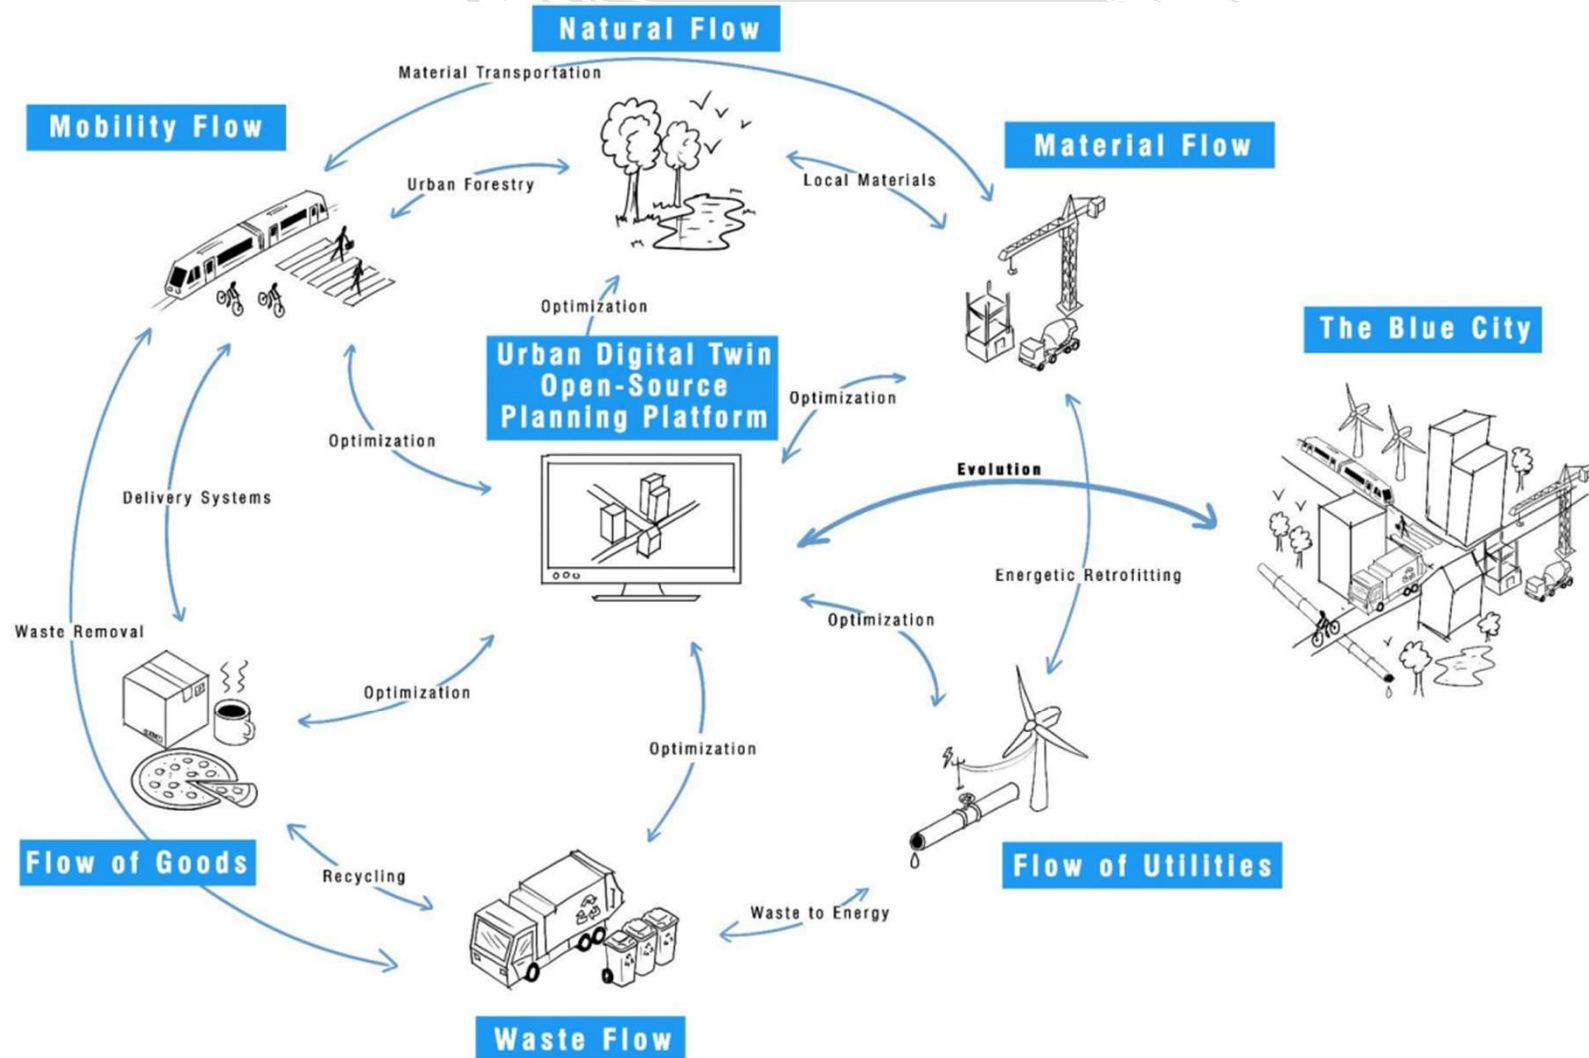 Natural Flow
Material Transportation
Mobility Flow
Material Flow
Urban Forestry
Local Materials
Optimization
The Blue City
Urban Digital Twin
Open-Source
Planning Platform
Optimization
Optimization
Evolution
Delivery Systems
Energetic Retrofitting
Optimization
Waste Removal
Optimization
Optimization
Flow of Goods
Flow of Utilities
Recycling
Waste to Energy
Waste Flow